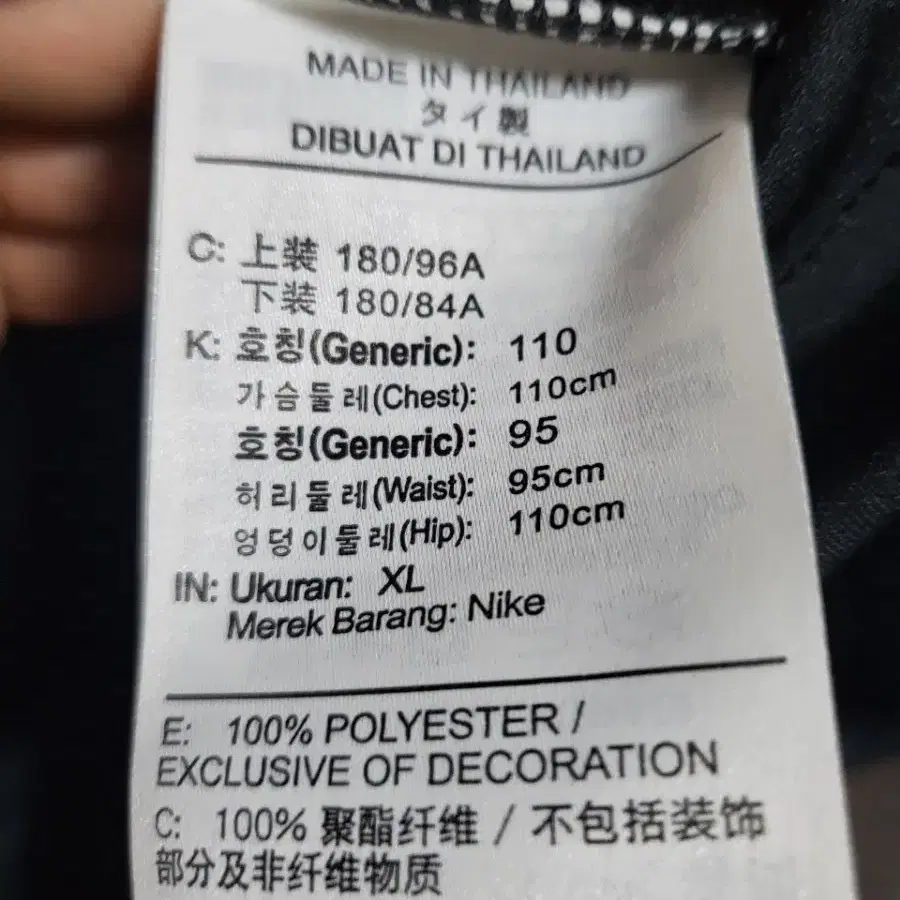 MADE IN THAILAND
タイ製
DIBUAT DI THAILAND
C: 上装 180/96A
下装 180/84A
K: 호칭(Generic): 110
가슴둘레(Chest): 110cm
호칭(Generic): 95
허리둘레(Waist): 95cm
엉덩이둘레(Hip): 110cm
IN: Ukuran: XL
Merek Barang: Nike
E: 100% POLYESTER /
EXCLUSIVE OF DECORATION
C: 100% 聚酯纤维 / 不包括装饰
部分及非纤维物质